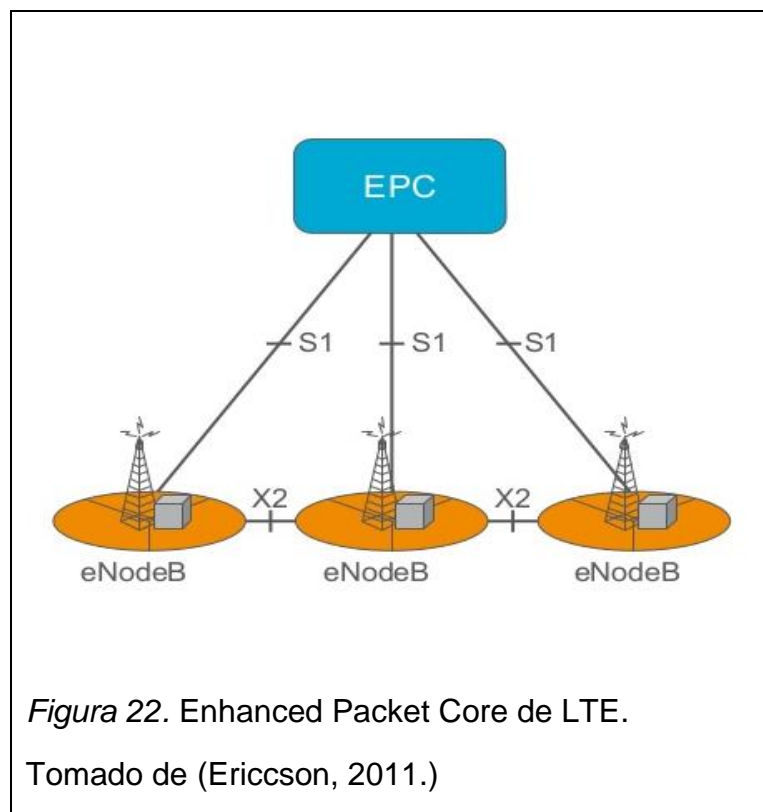 EPC
S1 S1 S1
X2 X2
eNodeB eNodeB eNodeB
Figura 22. Enhanced Packet Core de LTE.
Tomado de (Ericcson, 2011.)